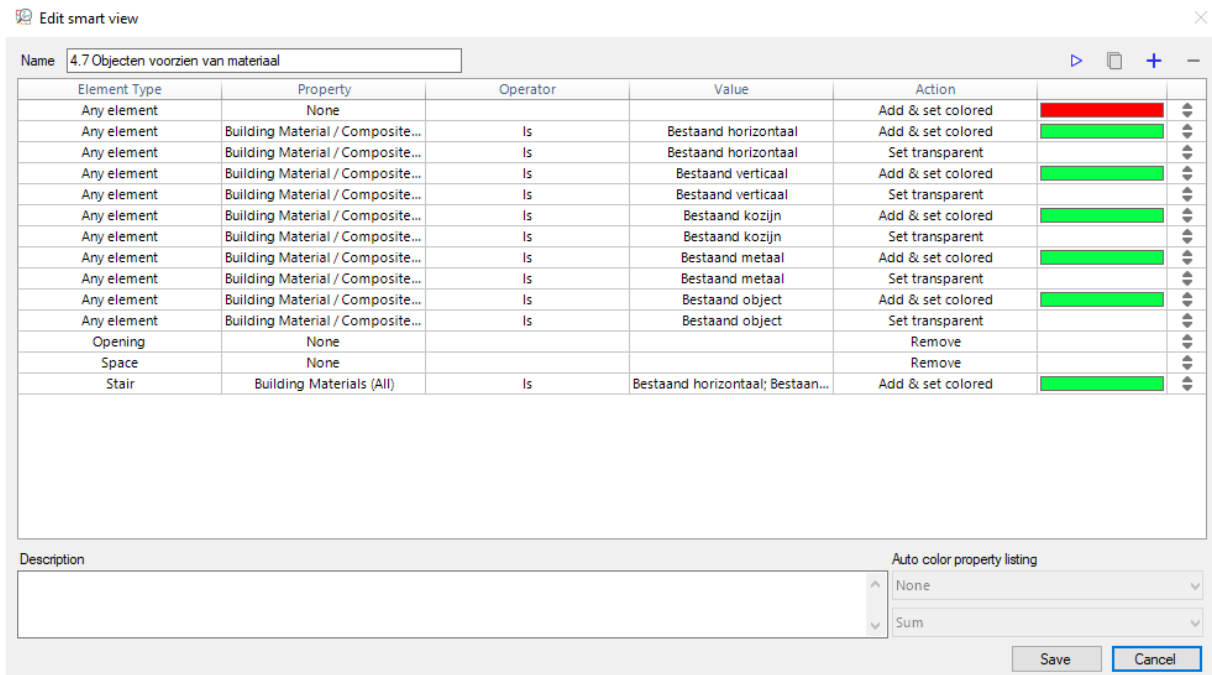 Edit smart view
Name 4.7 Objecten voorzien van materiaal
Element Type Property Operator Value Action
Any element None Add & set colored
Any element Building Material / Composite... Is Bestaand horizontaal Add & set colored
Any element Building Material / Composite... Is Bestaand horizontaal Set transparent
Any element Building Material / Composite... Is Bestaand verticaal Add & set colored
Any element Building Material / Composite... Is Bestaand verticaal Set transparent
Any element Building Material / Composite... Is Bestaand kozijn Add & set colored
Any element Building Material / Composite... Is Bestaand kozijn Set transparent
Any element Building Material / Composite... Is Bestaand metaal Add & set colored
Any element Building Material / Composite... Is Bestaand metaal Set transparent
Any element Building Material / Composite... Is Bestaand object Add & set colored
Any element Building Material / Composite... Is Bestaand object Set transparent
Opening None Remove
Space None Remove
Stair Building Materials (All) Is Bestaand horizontaal; Bestaan... Add & set colored
Description Auto color property listing
None
Sum
Save Cancel